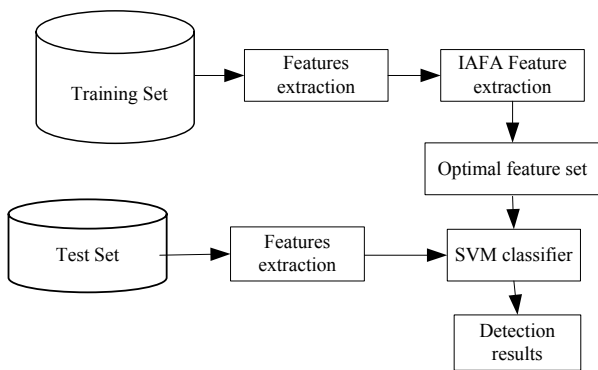 Training Set
Features
extraction
IAFA Feature
extraction
Optimal feature set
Test Set
Features
extraction
SVM classifier
Detection
results